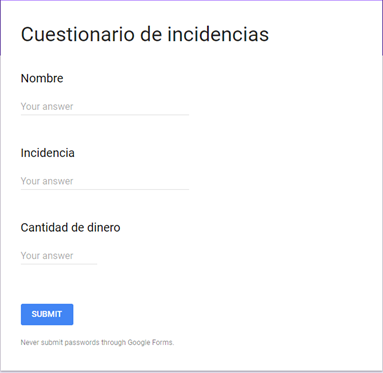 Cuestionario de incidencias
Nombre
Your answer
Incidencia
Your answer
Cantidad de dinero
Your answer
SUBMIT
Never submit passwords through Google Forms.